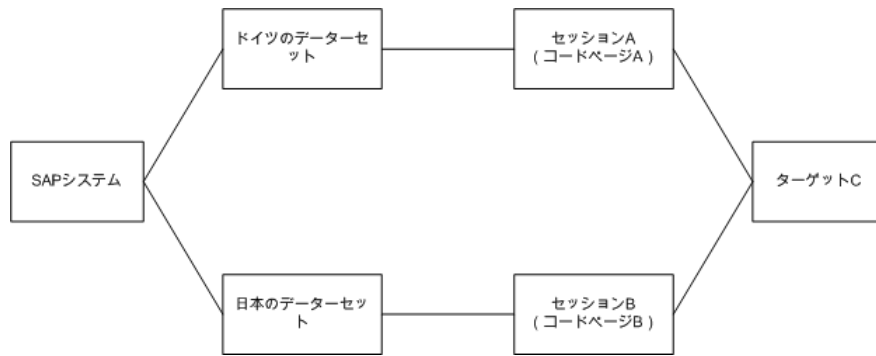 ドイツのデーターセ
ット
セッションA
( コードページA )
SAPシステム
ターゲットC
日本のデーターセッ
ト
セッションB
( コードページB )